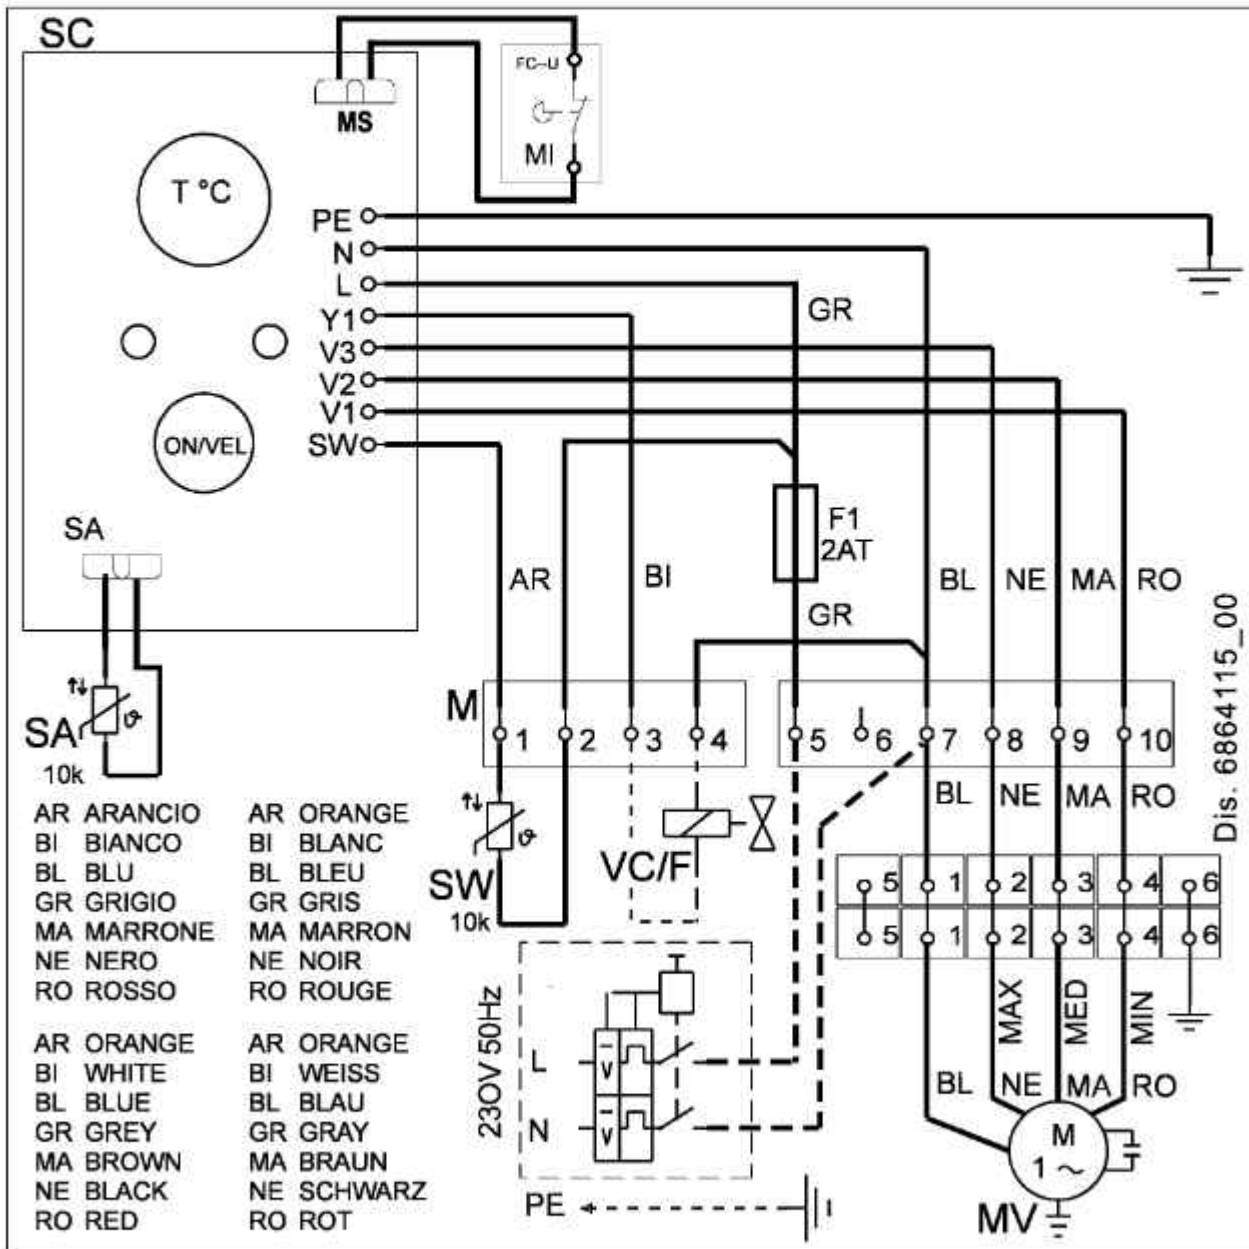 SC
FC-U
MS
MI
T °C
PE
N
L
GR
Y1
V3
V2
V1
ON/VEL
SW
SA
F1
2AT
AR
BI
BL
NE
MA
RO
GR
Dis. 6864115_00
M
1
2
3
4
5
6
7
8
9
10
SA
10k
BL
NE
MA
RO
AR ARANCIO
BI BIANCO
BL BLU
GR GRIGIO
MA MARRONE
NE NERO
RO ROSSO
AR ORANGE
BI BLANC
BL BLEU
GR GRIS
MA MARRON
NE NOIR
RO ROUGE
SW
10k
VC/F
5
1
2
3
4
6
5
1
2
3
4
6
AR ORANGE
BI WHITE
BL BLUE
GR GREY
MA BROWN
NE BLACK
RO RED
AR ORANGE
BI WEISS
BL BLAU
GR GRAY
MA BRAUN
NE SCHWARZ
RO ROT
230V 50Hz
L
N
PE
MAX
MED
MIN
BL
NE
MA
RO
M
1 ~
MV